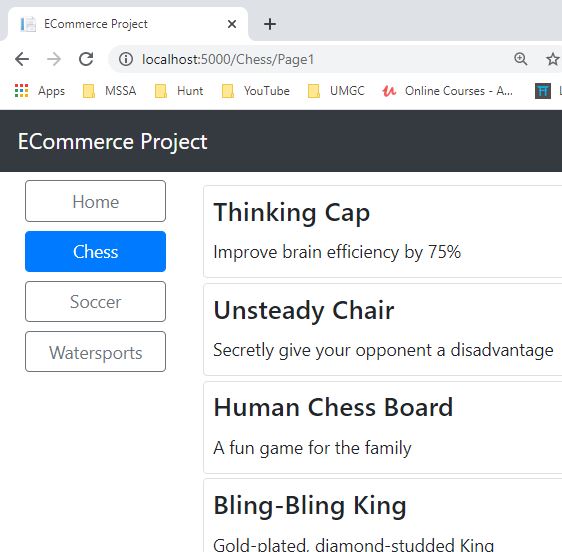 ECommerce Project
localhost:5000/Chess/Page1
Apps MSSA Hunt YouTube UMGC Online Courses - A...
ECommerce Project
Home
Chess
Soccer
Watersports
Thinking Cap
Improve brain efficiency by 75%
Unsteady Chair
Secretly give your opponent a disadvantage
Human Chess Board
A fun game for the family
Bling-Bling King
Gold-plated, diamond-studded King